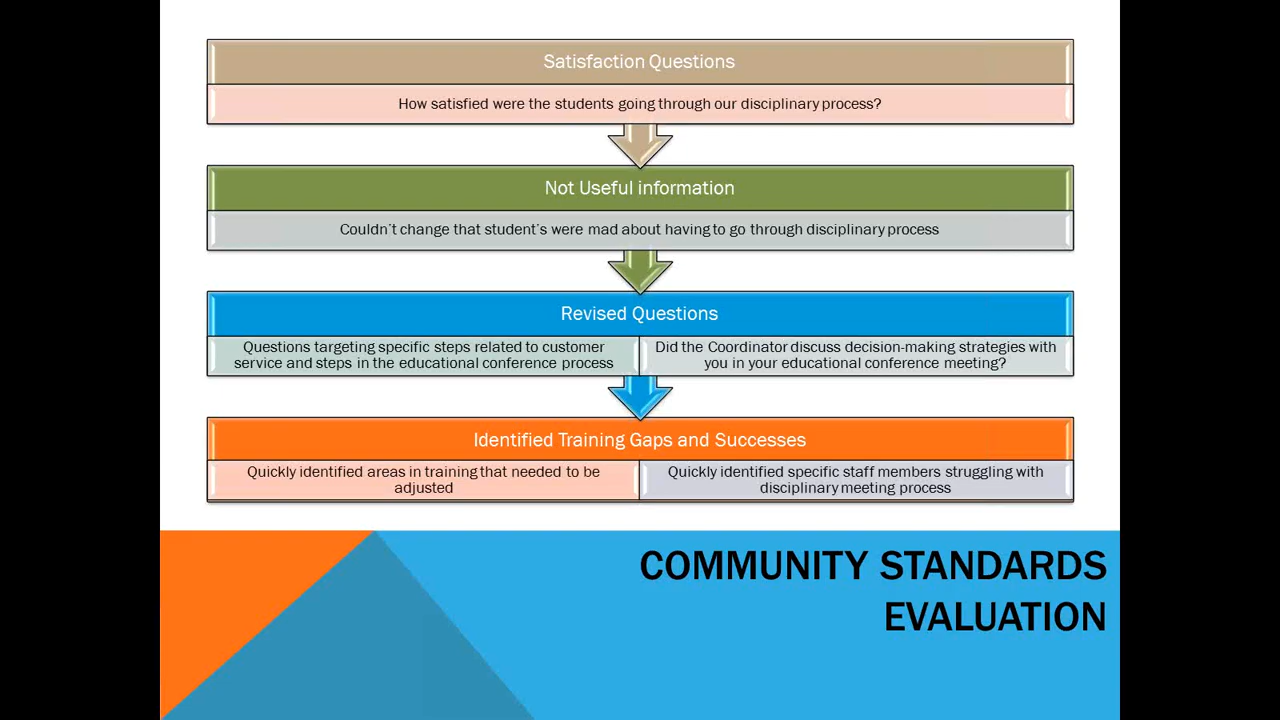 Satisfaction Questions
How satisfied were the students going through our disciplinary process?
Not Useful information
Couldn't change that student's were mad about having to go through disciplinary process
Revised Questions
Questions targeting specific steps related to customer
service and steps in the educational conference process
Did the Coordinator discuss decision-making strategies with
you in your educational conference meeting?
Identified Training Gaps and Successes
Quickly identified areas in training that needed to be
adjusted
Quickly identified specific staff members struggling with
disciplinary meeting process
COMMUNITY STANDARDS
EVALUATION